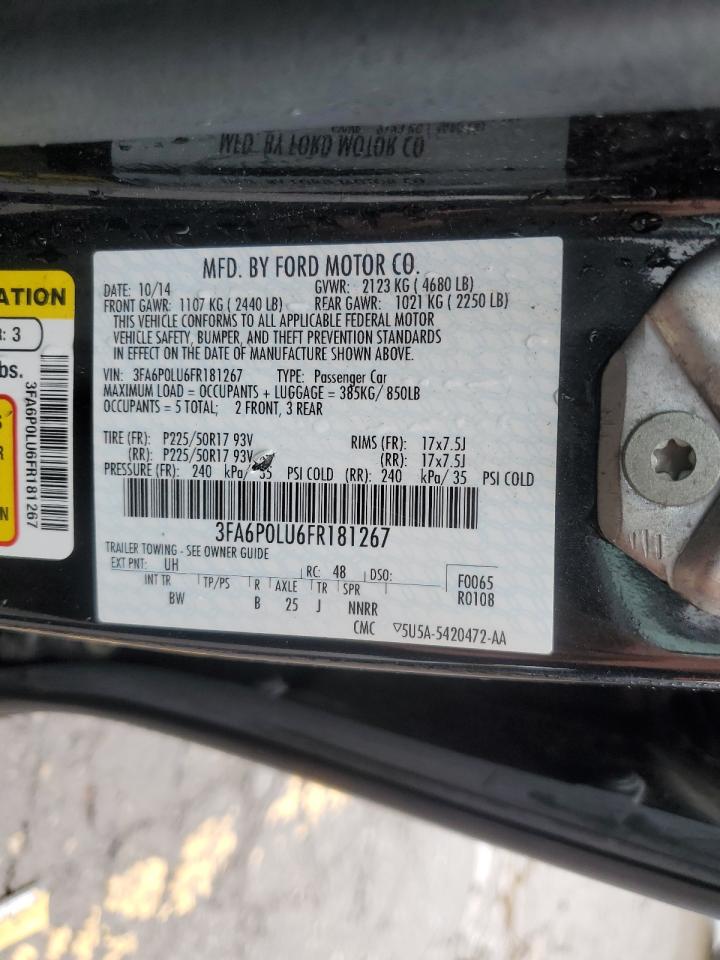 MFD. BY FORD MOTOR CO.
MFD. BY FORD MOTOR CO.
DATE: 10/14 GVWR: 2123 KG ( 4680 LB)
FRONT GAWR: 1107 KG ( 2440 LB) REAR GAWR: 1021 KG ( 2250 LB)
THIS VEHICLE CONFORMS TO ALL APPLICABLE FEDERAL MOTOR
VEHICLE SAFETY, BUMPER, AND THEFT PREVENTION STANDARDS
IN EFFECT ON THE DATE OF MANUFACTURE SHOWN ABOVE.
VIN: 3FA6P0LU6FR181267 TYPE: Passenger Car
MAXIMUM LOAD = OCCUPANTS + LUGGAGE = 385KG/ 850LB
OCCUPANTS = 5 TOTAL; 2 FRONT, 3 REAR
TIRE (FR): P225/50R17 93V RIMS (FR): 17x7.5J
(RR): P225/50R17 93V (RR): 17x7.5J
PRESSURE (FR): 240 kPa/ 35 PSI COLD (RR): 240 kPa/ 35 PSI COLD
3FA6P0LU6FR181267
TRAILER TOWING - SEE OWNER GUIDE
EXT PNT: UH RC: 48 DSO: F0065
INT TR TP/PS R AXLE TR SPR R0108
BW B 25 J NNRR
CMC ▽5U5A-5420472-AA
ATION
: 3
bs.
S
R
N
3FA6P0LU6FR181267